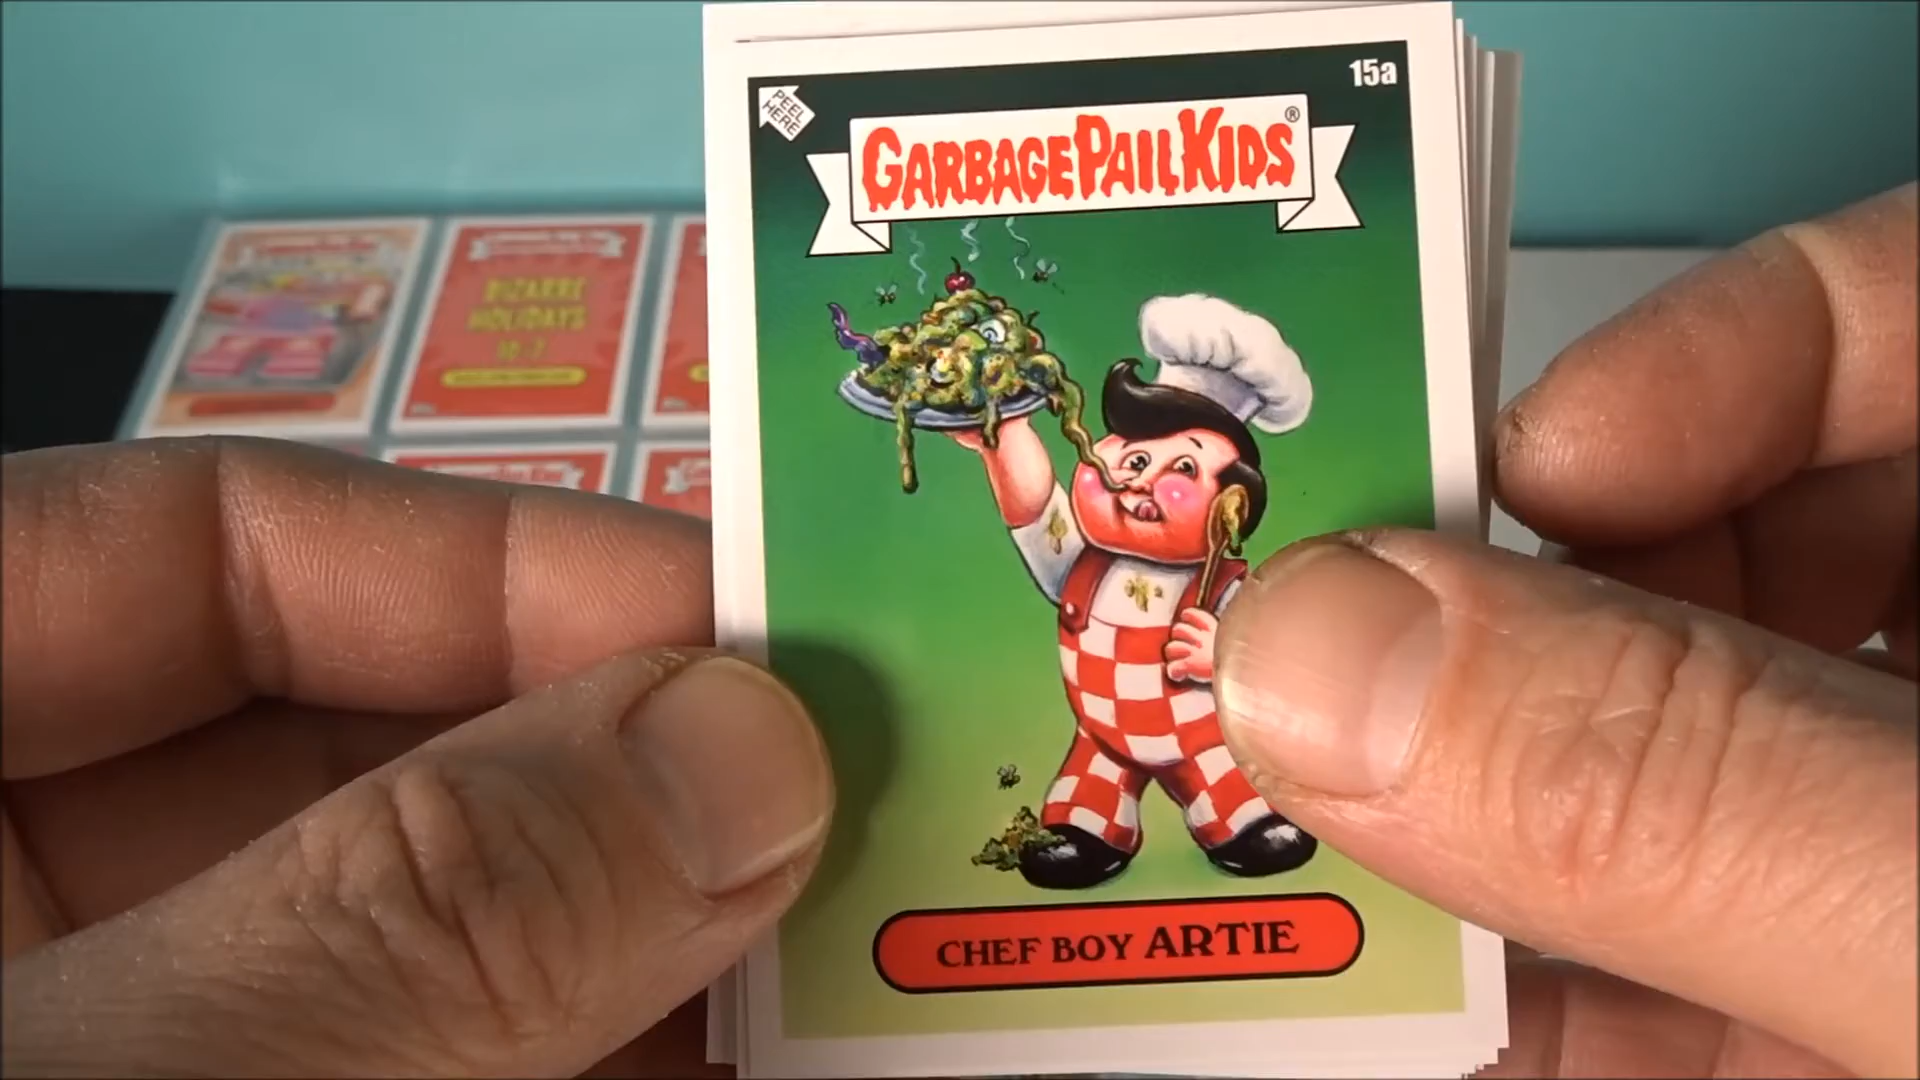 15a
PEEL
HERE
GARBAGE PAIL KIDS®
CHEF BOY ARTIE
BIZARRE
HOLIDAYS